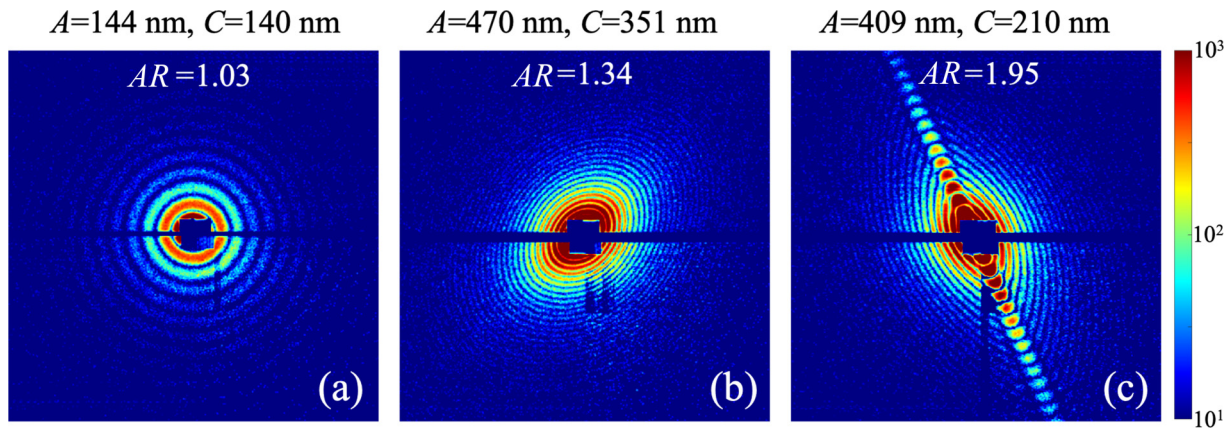 A=144 nm, C=140 nm
A=470 nm, C=351 nm
A=409 nm, C=210 nm
AR=1.03
AR=1.34
AR=1.95
10³
10²
10¹
(a)
(b)
(c)